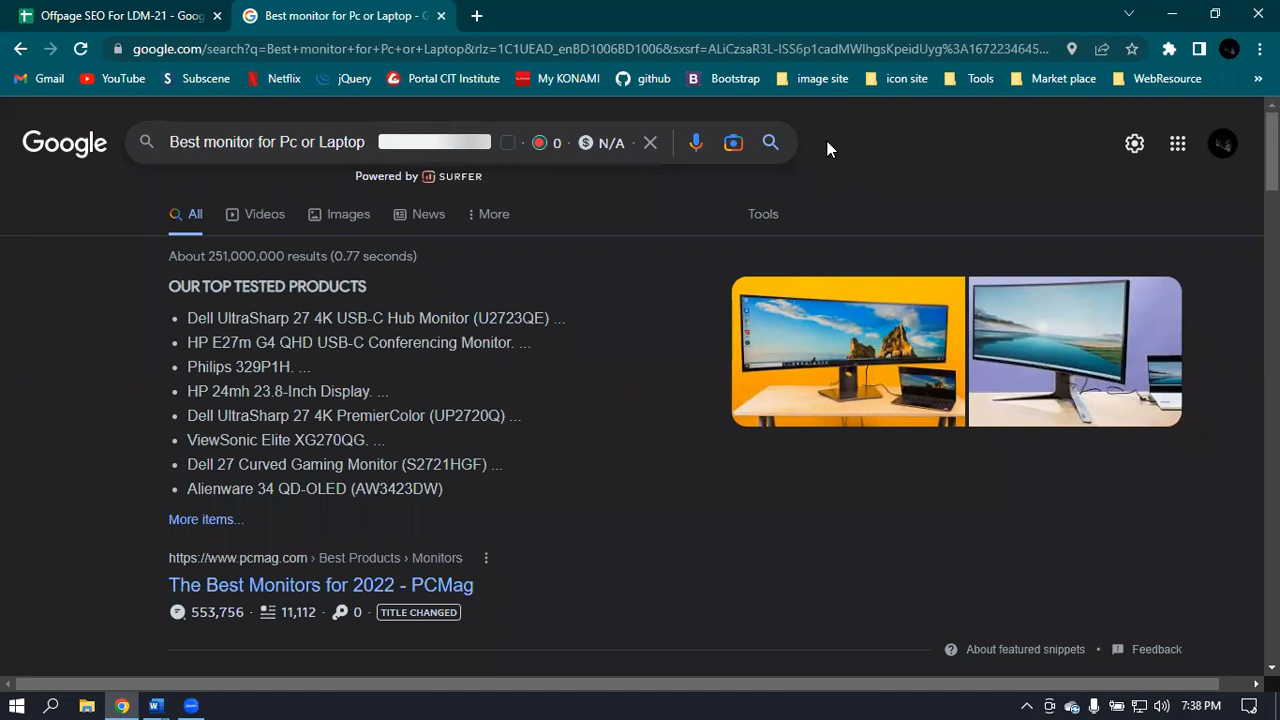 Offpage SEO For LDM-21 - Goog
Best monitor for Pc or Laptop - G
google.com/search?q=Best+monitor+for+Pc+or+Laptop&rlz=1C1UEAD_enBD1006BD1006&sxsrf=ALiCzsaR3L-ISS6p1cadMWIhgsKpeidUyg%3A1672234645...
Gmail YouTube Subscene Netflix jQuery Portal CIT Institute My KONAMI github Bootstrap image site icon site Tools Market place WebResource »
Google Best monitor for Pc or Laptop · 0 · N/A ·
Powered by SURFER
All Videos Images News More Tools
About 251,000,000 results (0.77 seconds)
OUR TOP TESTED PRODUCTS
• Dell UltraSharp 27 4K USB-C Hub Monitor (U2723QE) ...
• HP E27m G4 QHD USB-C Conferencing Monitor. ...
• Philips 329P1H. ...
• HP 24mh 23.8-Inch Display. ...
• Dell UltraSharp 27 4K PremierColor (UP2720Q) ...
• ViewSonic Elite XG270QG. ...
• Dell 27 Curved Gaming Monitor (S2721HGF) ...
• Alienware 34 QD-OLED (AW3423DW)
More items...
https://www.pcmag.com › Best Products › Monitors
The Best Monitors for 2022 - PCMag
553,756 · 11,112 · 0 · TITLE CHANGED
About featured snippets • Feedback
7:38 PM